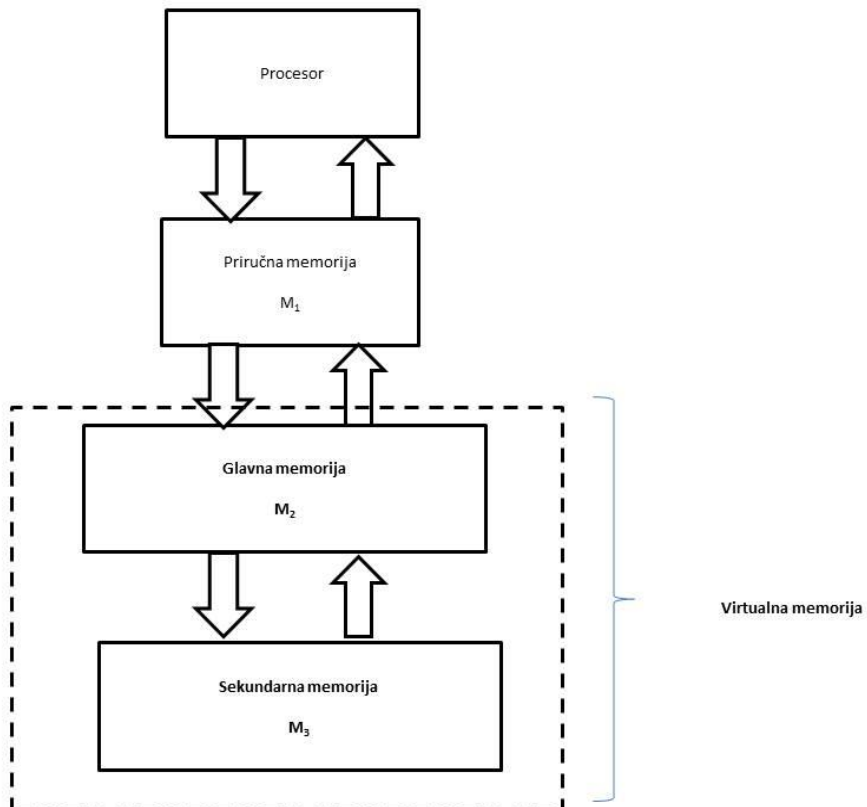 Procesor
Priručna memorija
M₁
Glavna memorija
M₂
Virtualna memorija
Sekundarna memorija
M₃